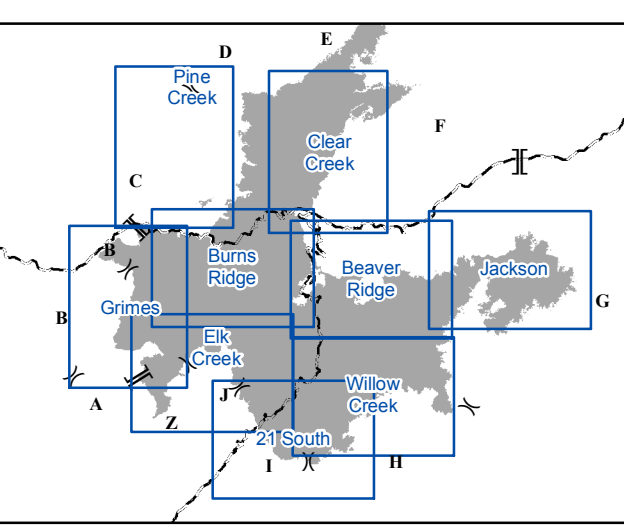 E
D
Pine
Creek
F
Clear
Creek
C
B
Burns
Ridge
Beaver
Ridge
Jackson
G
Grimes
B
Elk
Creek
J
Willow
Creek
A
Z
21 South
I
H